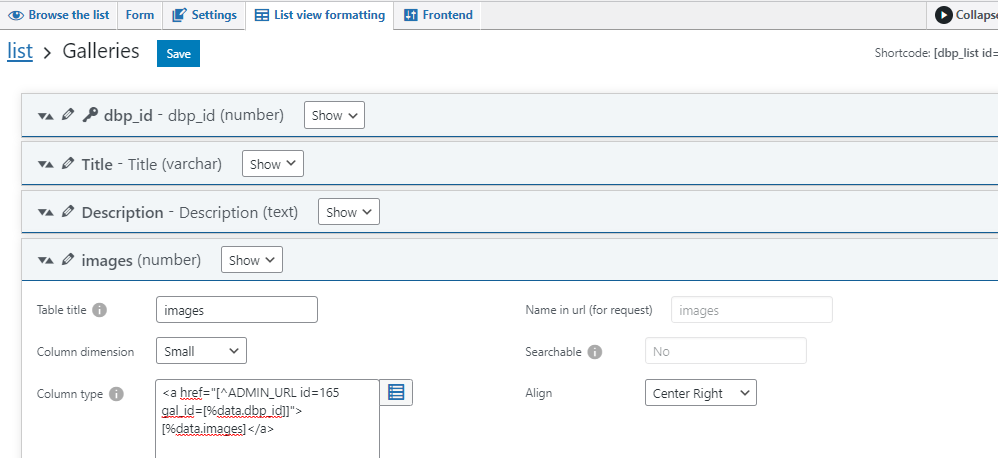 Browse the list Form Settings List view formatting Frontend Collaps
list > Galleries Save Shortcode: [dbp_list id=
dbp_id - dbp_id (number) Show
Title - Title (varchar) Show
Description - Description (text) Show
images (number) Show
Table title images Name in url (for request) images
Column dimension Small Searchable No
Column type <a href="[^ADMIN_URL id=165 Align Center Right
gal_id=[%data.dbp_id]]">
[%data.images]</a>